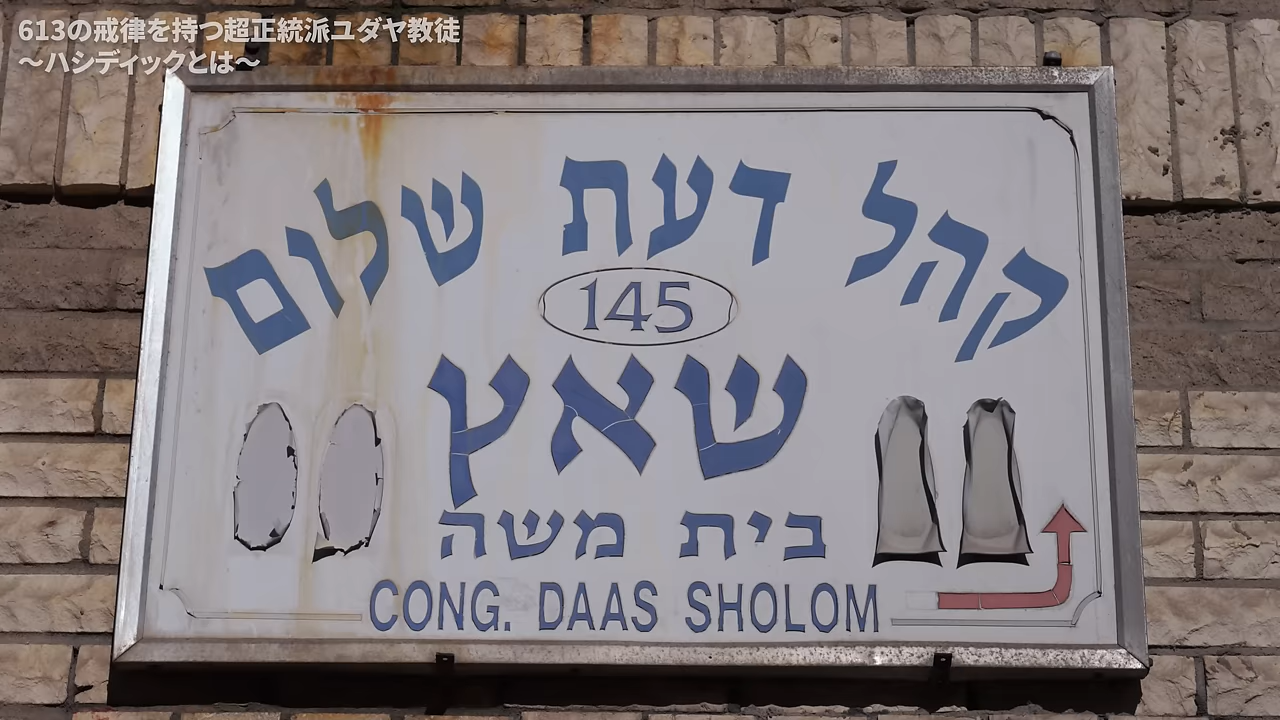 613の戒律を持つ超正統派ユダヤ教徒
〜ハシディックとは〜
קהל דעת שלום
145
שאץ
בית משה
CONG. DAAS SHOLOM